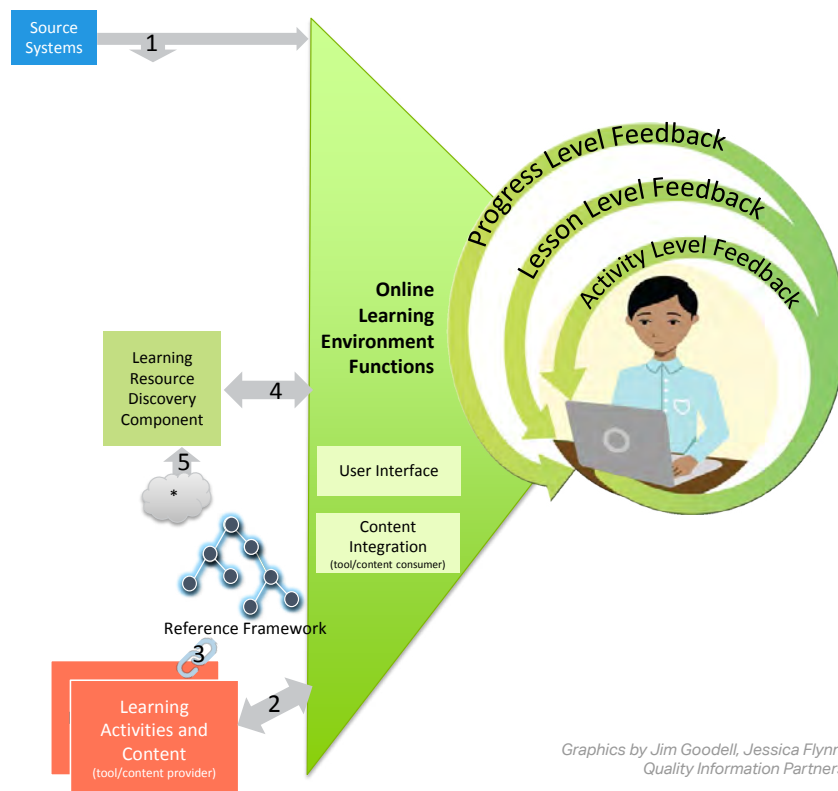 Source
Systems
1
Progress Level Feedback
Lesson Level Feedback
Activity Level Feedback
Online
Learning
Environment
Functions
Learning
Resource
Discovery
Component
4
5
*
User Interface
Content
Integration
(tool/content consumer)
Reference Framework
3
2
Learning
Activities and
Content
(tool/content provider)
Graphics by Jim Goodell, Jessica Flynn
Quality Information Partners